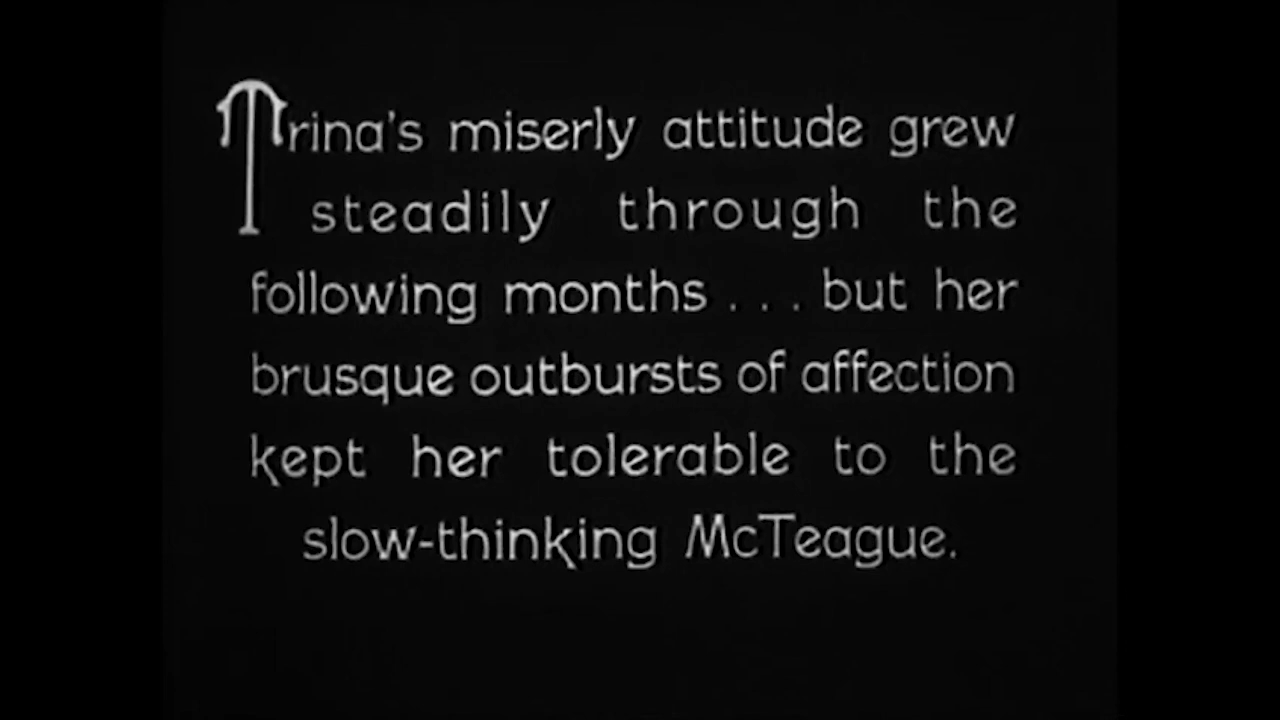 Trina's miserly attitude grew
steadily through the
following months . . . but her
brusque outbursts of affection
kept her tolerable to the
slow-thinking McTeague.